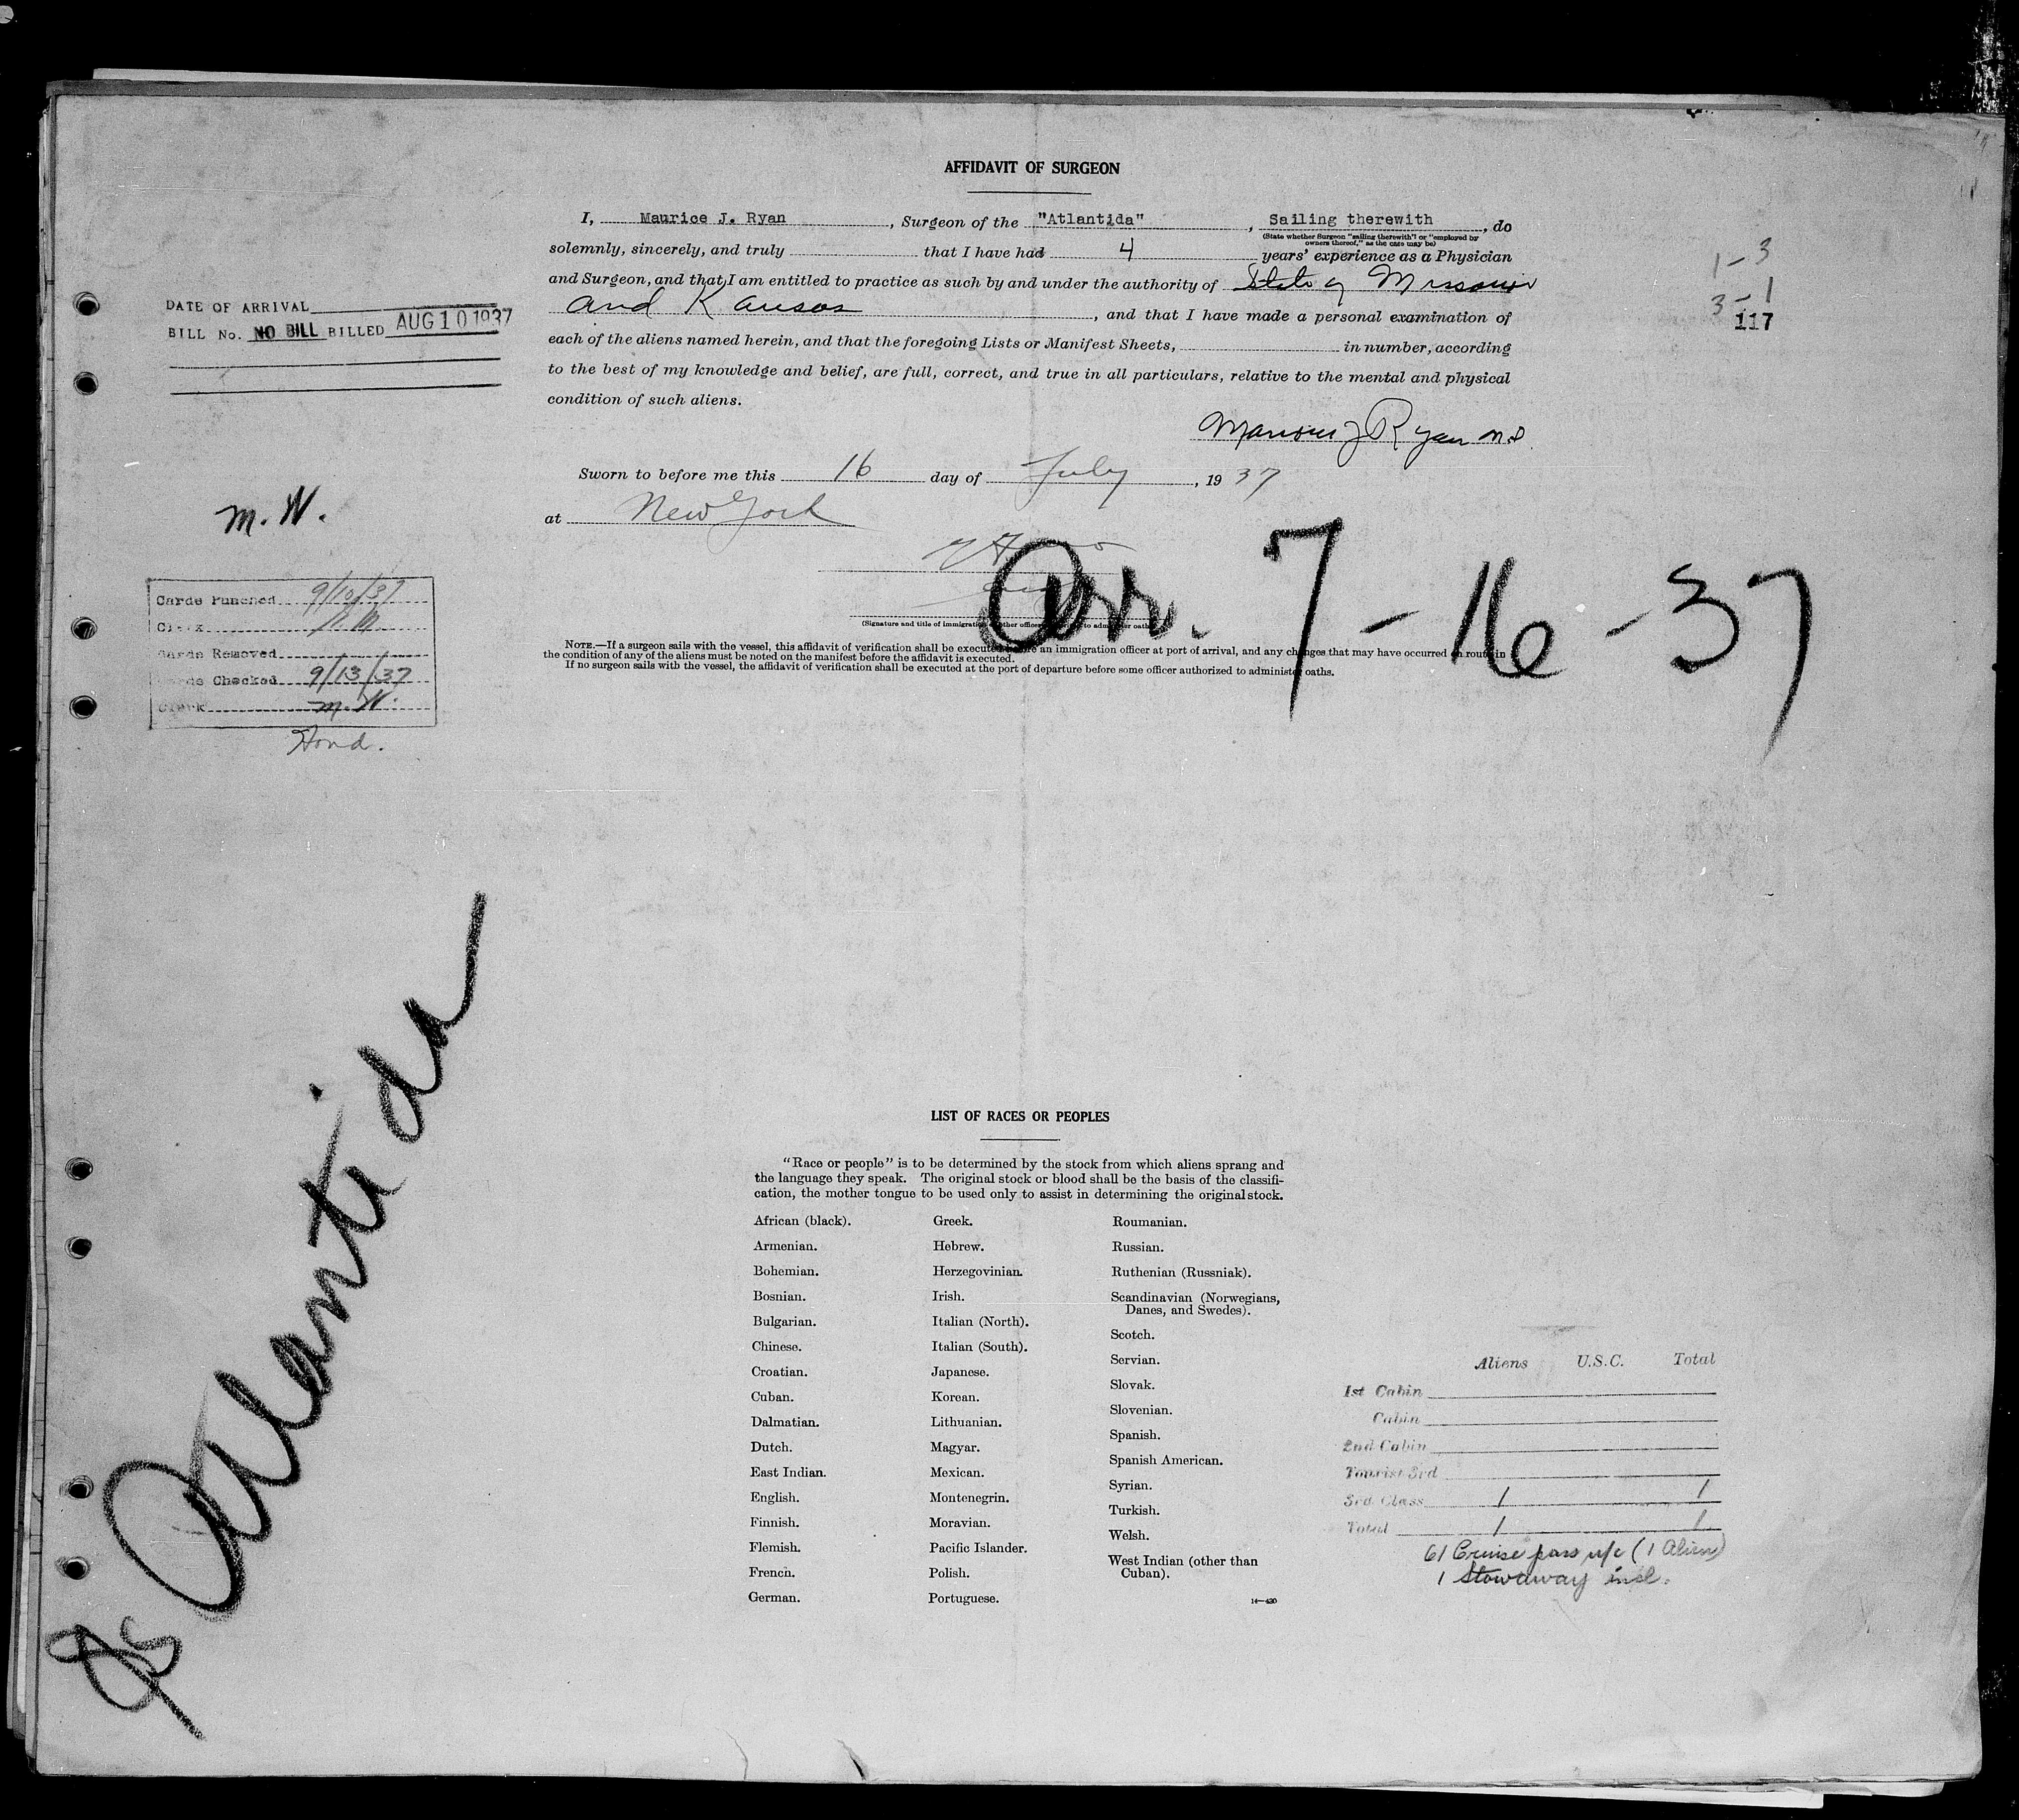 AFFIDAVIT OF SURGEON
I, Maurice J. Ryan, Surgeon of the "Atlantida", Sailing therewith, do
(State whether Surgeon "sailing therewith" or "employed by
owners thereof," as the case may be)
solemnly, sincerely, and truly that I have had 4 years' experience as a Physician
and Surgeon, and that I am entitled to practice as such by and under the authority of State of Missouri
and Kansas, and that I have made a personal examination of
each of the aliens named herein, and that the foregoing Lists or Manifest Sheets, in number, according
to the best of my knowledge and belief, are full, correct, and true in all particulars, relative to the mental and physical
condition of such aliens.
Maurice J Ryan M.D.
Sworn to before me this 16 day of July, 1937
at New York
(Signature and title of immigration other officer to administer oaths)
NOTE.—If a surgeon sails with the vessel, this affidavit of verification shall be executed before an immigration officer at port of arrival, and any changes that may have occurred en route in
the condition of any of the aliens must be noted on the manifest before the affidavit is executed.
If no surgeon sails with the vessel, the affidavit of verification shall be executed at the port of departure before some officer authorized to administer oaths.
1-3
3-1
117
DATE OF ARRIVAL
BILL No. NO BILL BILLED AUG 10 1937
M. W.
Cards Punched 9/10/37
Clerk
Cards Removed
Cards Checked 9/13/37
Clerk M. W.
Hond.
Arr. 7-16-37
SS Atlantida
LIST OF RACES OR PEOPLES
"Race or people" is to be determined by the stock from which aliens sprang and
the language they speak. The original stock or blood shall be the basis of the classifi-
cation, the mother tongue to be used only to assist in determining the original stock.
African (black).
Armenian.
Bohemian.
Bosnian.
Bulgarian.
Chinese.
Croatian.
Cuban.
Dalmatian.
Dutch.
East Indian.
English.
Finnish.
Flemish.
French.
German.
Greek.
Hebrew.
Herzegovinian.
Irish.
Italian (North).
Italian (South).
Japanese.
Korean.
Lithuanian.
Magyar.
Mexican.
Montenegrin.
Moravian.
Pacific Islander.
Polish.
Portuguese.
Roumanian.
Russian.
Ruthenian (Russniak).
Scandinavian (Norwegians,
Danes, and Swedes).
Scotch.
Servian.
Slovak.
Slovenian.
Spanish.
Spanish American.
Syrian.
Turkish.
Welsh.
West Indian (other than
Cuban).
14—430
Aliens U.S.C. Total
1st Cabin
Cabin
2nd Cabin
Tourist 3rd
3rd Class 1 1
Total 1 1
61 Cruise pass u/c (1 Alien)
1 Stowaway incl.